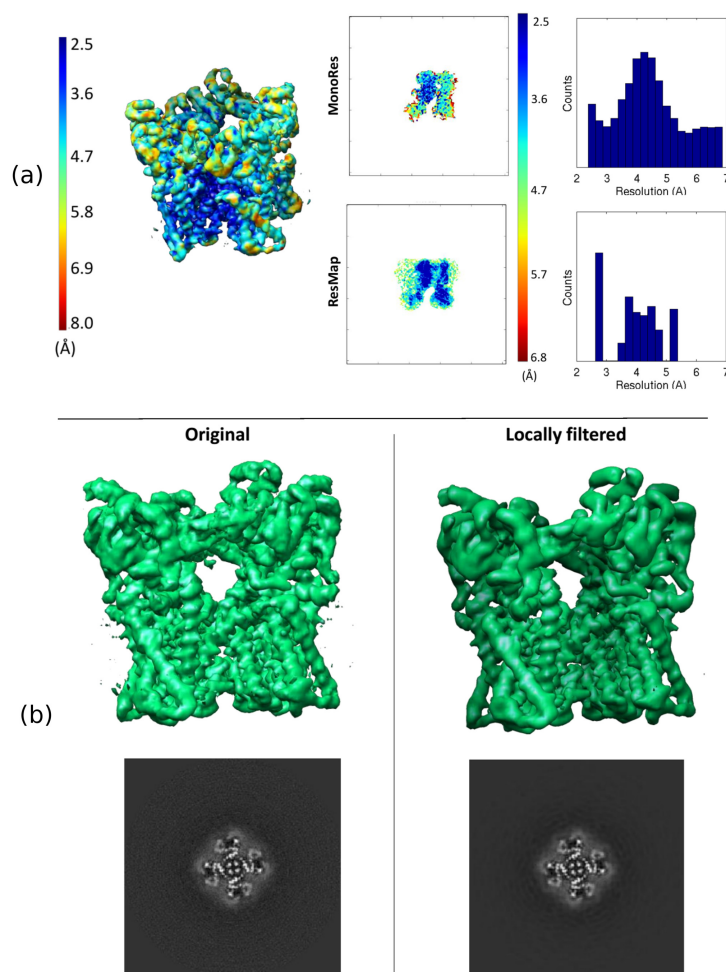 (a)
2.5
3.6
4.7
5.8
6.9
8.0
(Å)
MonoRes
ResMap
2.5
3.6
4.7
5.7
6.8
(Å)
Counts
2 3 4 5 6 7
Resolution (A)
Counts
2 3 4 5 6 7
Resolution (A)
(b)
Original
Locally filtered